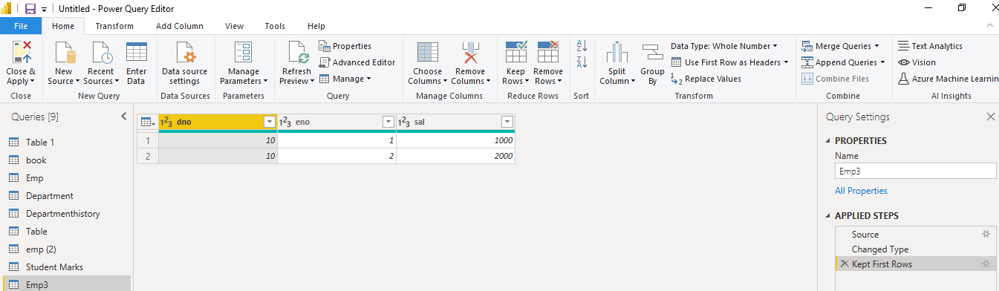 Untitled - Power Query Editor
File Home Transform Add Column View Tools Help
Close & Apply
New Source
Recent Sources
Enter Data
Data source settings
Manage Parameters
Refresh Preview
Properties
Advanced Editor
Manage
Choose Columns
Remove Columns
Keep Rows
Remove Rows
A Z
Z A
Split Column
Group By
Data Type: Whole Number
Use First Row as Headers
1 2 Replace Values
Merge Queries
Append Queries
Combine Files
Text Analytics
Vision
Azure Machine Learnin
Close New Query Data Sources Parameters Query Manage Columns Reduce Rows Sort Transform Combine AI Insights
Queries [9]
Table 1
book
Emp
Department
Departmenthistory
Table
emp (2)
Student Marks
Emp3
123 dno 123 eno 123 sal
1 10 1 1000
2 10 2 2000
Query Settings
PROPERTIES
Name
Emp3
All Properties
APPLIED STEPS
Source
Changed Type
Kept First Rows